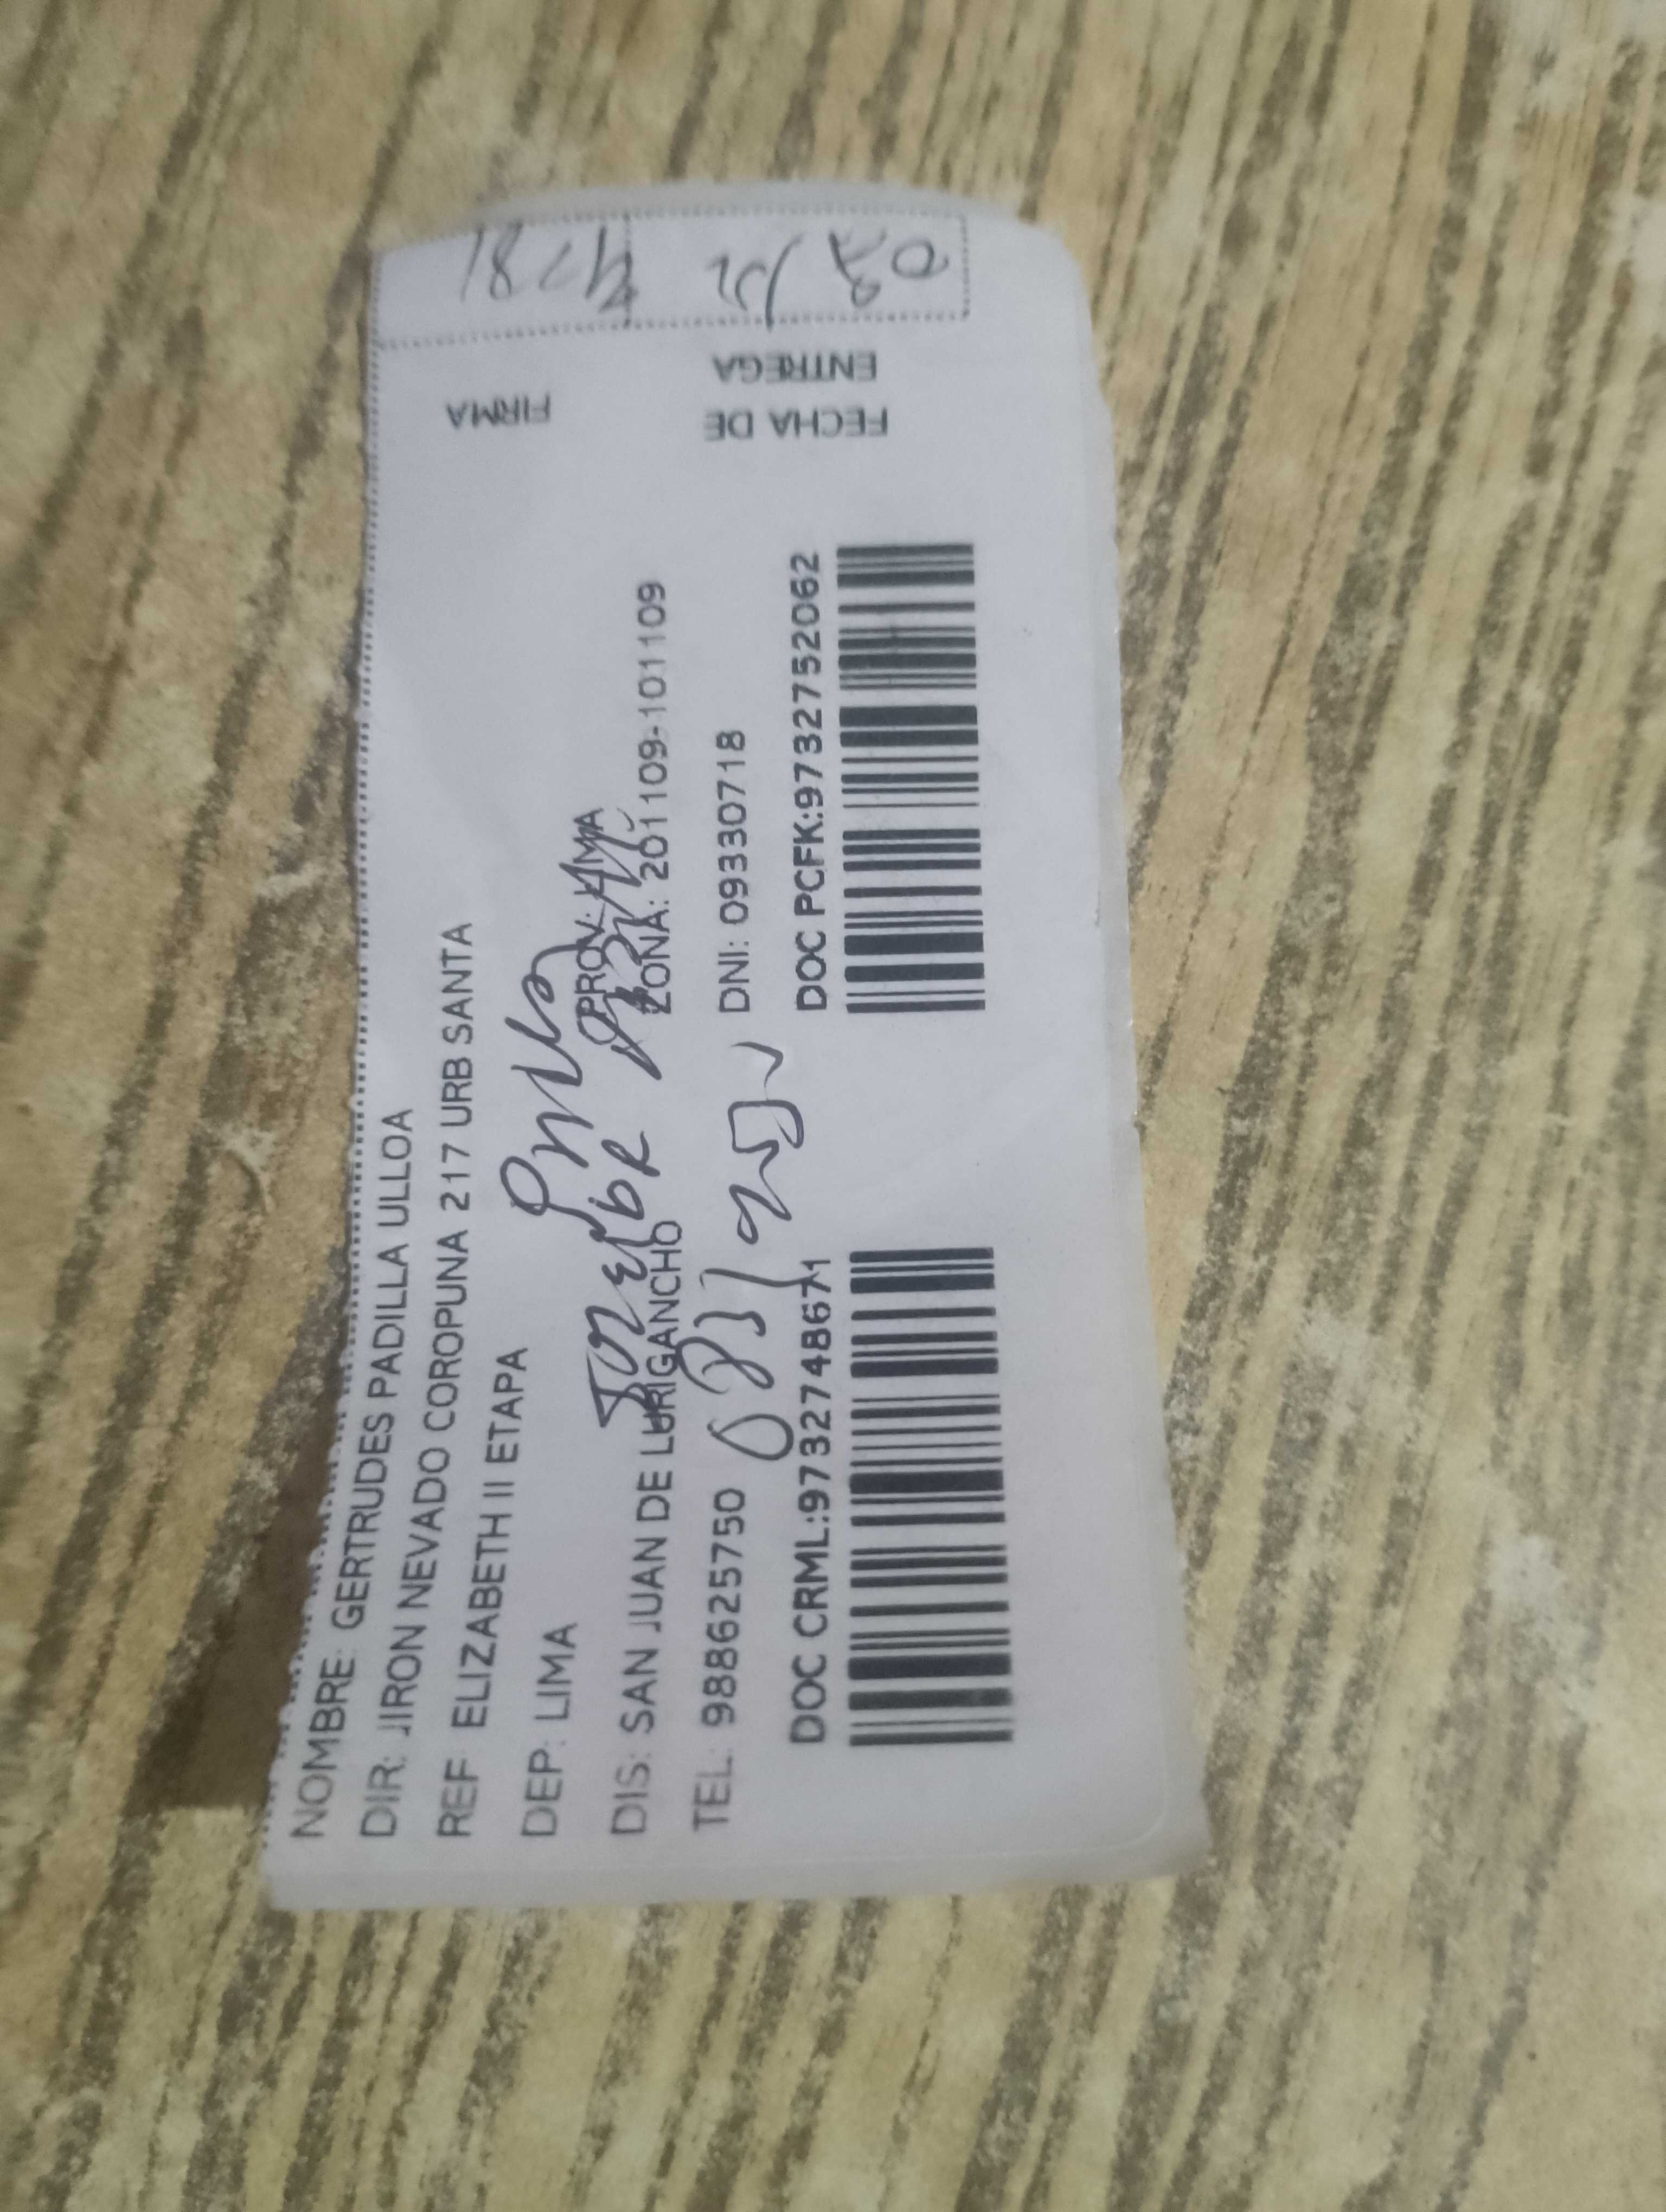 NOMBRE: GERTRUDES PADILLA ULLOA
DIR: JIRON NEVADO COROPUNA 217 URB SANTA
REF: ELIZABETH II ETAPA
DEP: LIMA PROV: LIMA
DIS: SAN JUAN DE LURIGANCHO ZONA: 2011109-101109
TEL: 988625750 DNI: 09330718
DOC CRML:9732748671 DOC PCFK:97327752062
FECHA DE
ENTREGA
FIRMA